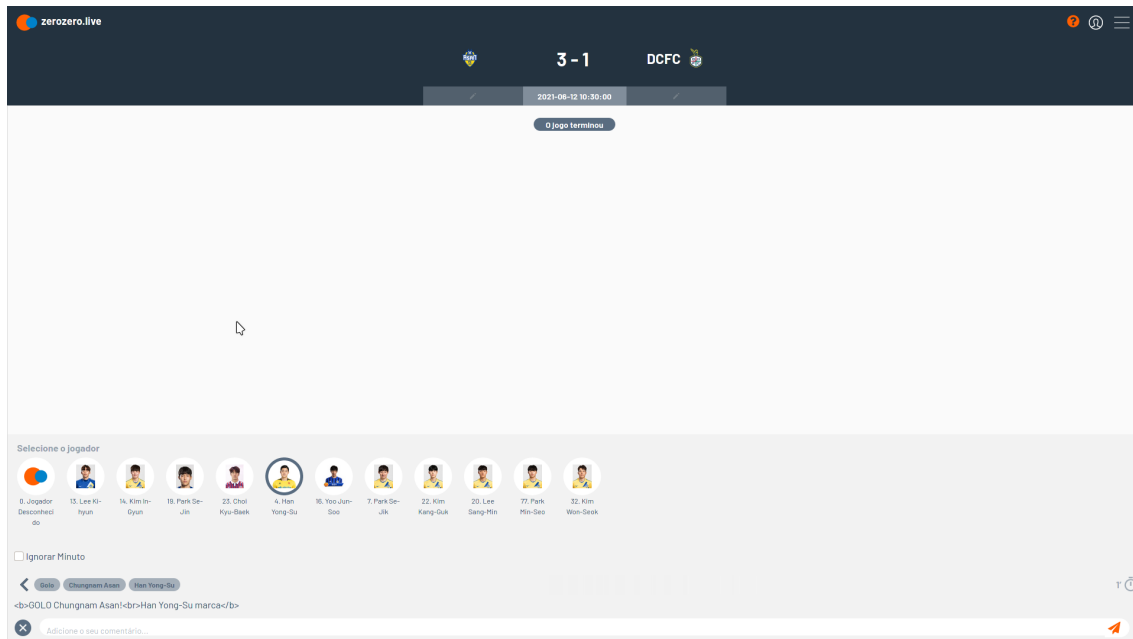 zerozero.live
?
3 - 1 DCFC
2021-06-12 10:30:00
O jogo terminou
Selecione o jogador
0. Jogador Desconhecido
13. Lee Ki-hyun
14. Kim In-Gyun
19. Park Se-Jin
23. Choi Kyu-Baek
4. Han Yong-Su
16. Yoo Jun-Soo
7. Park Se-Jik
22. Kim Kang-Guk
20. Lee Sang-Min
77. Park Min-Seo
32. Kim Won-Seok
Ignorar Minuto
Golo Chungnam Asan Han Yong-Su
1'
<b>GOLO Chungnam Asan!<br>Han Yong-Su marca</b>
Adicione o seu comentário...